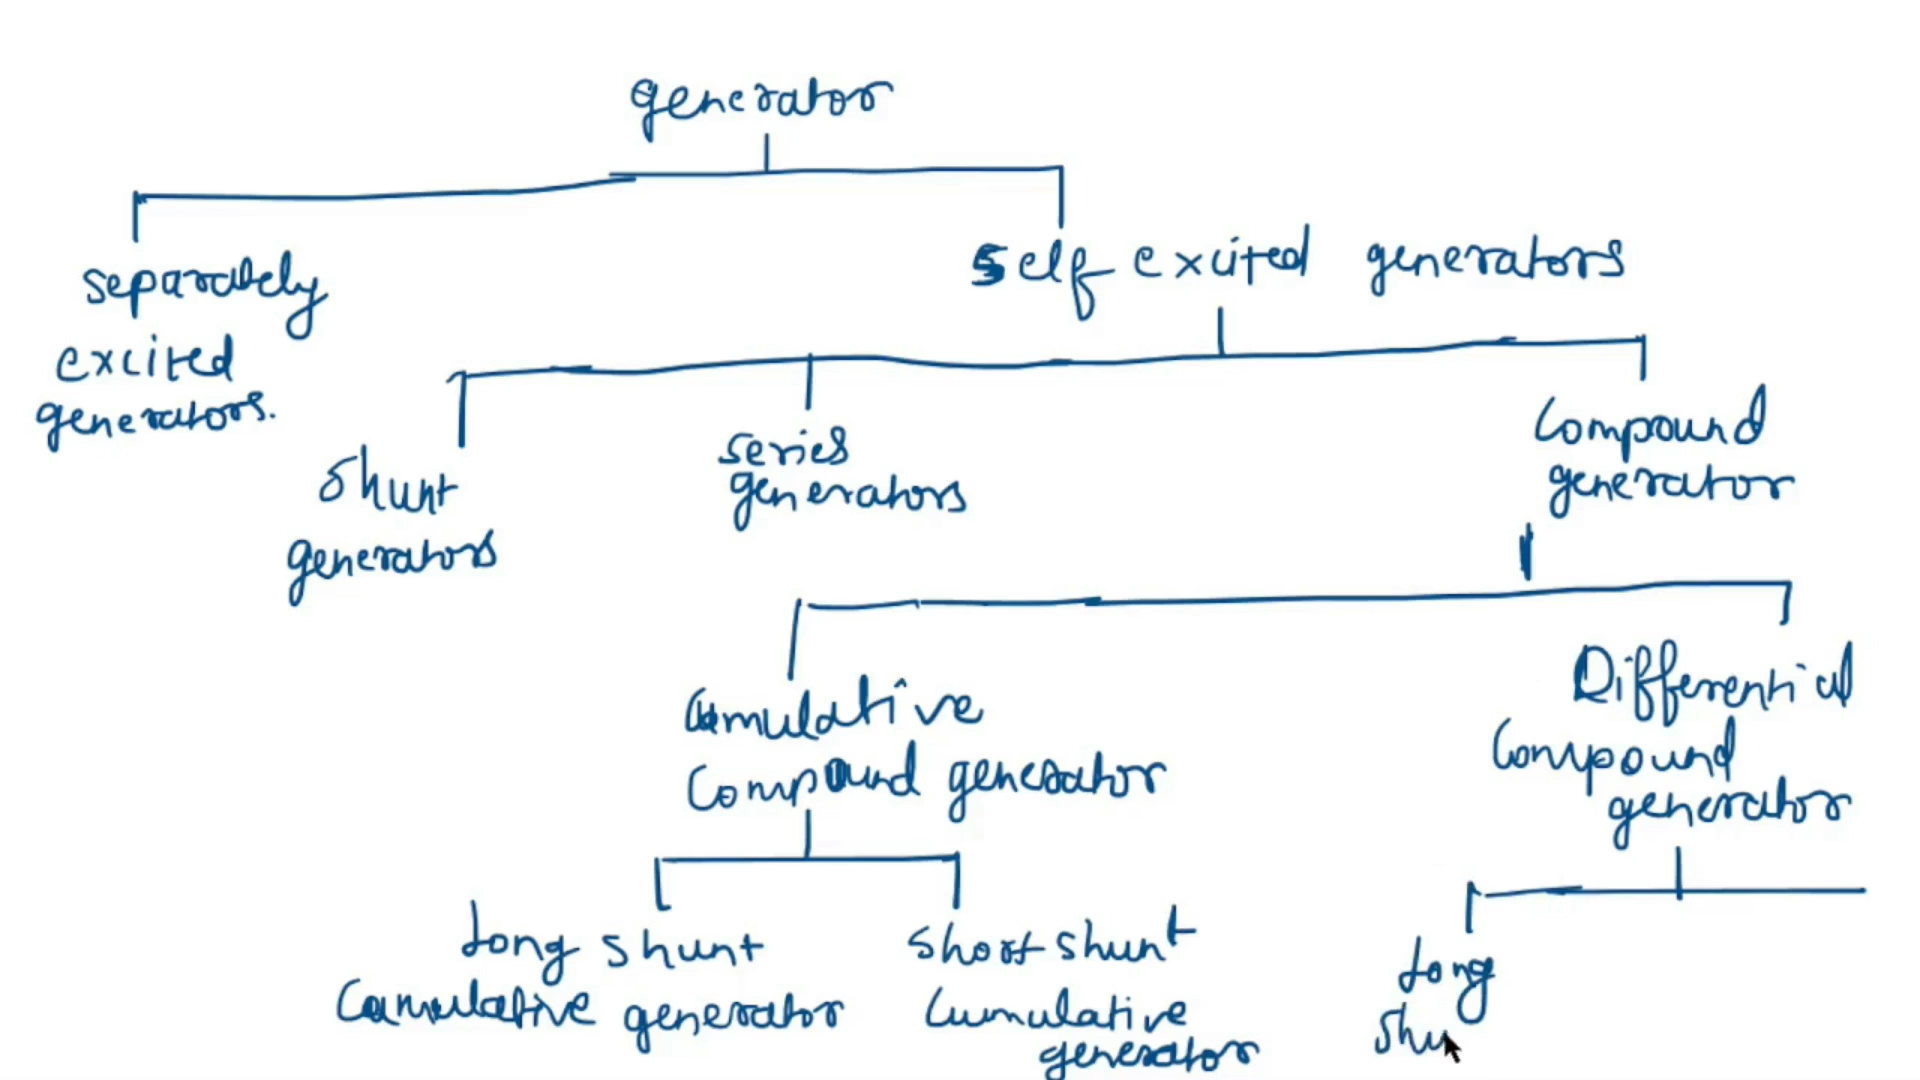 generator
separately
excited
generators.
self excited generators
shunt
generators
series
generators
Compound
generator
Cumulative
Compound generator
Differential
Compound
generator
Long shunt
Cumulative generator
short shunt
Cumulative
generator
Long
shu